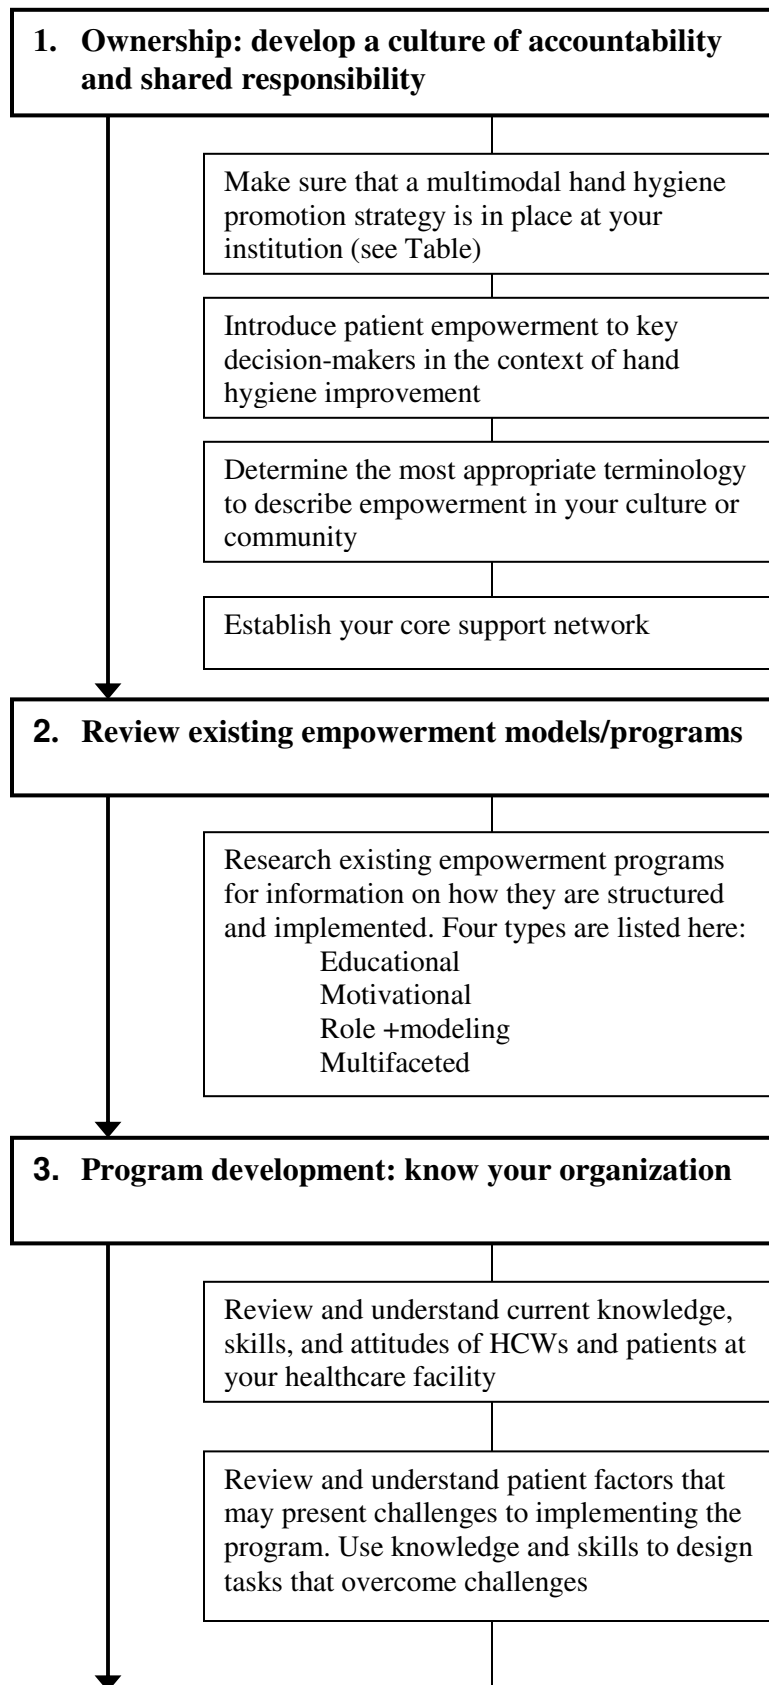 1. Ownership: develop a culture of accountability
and shared responsibility
Make sure that a multimodal hand hygiene
promotion strategy is in place at your
institution (see Table)
Introduce patient empowerment to key
decision-makers in the context of hand
hygiene improvement
Determine the most appropriate terminology
to describe empowerment in your culture or
community
Establish your core support network
2. Review existing empowerment models/programs
Research existing empowerment programs
for information on how they are structured
and implemented. Four types are listed here:
Educational
Motivational
Role +modeling
Multifaceted
3. Program development: know your organization
Review and understand current knowledge,
skills, and attitudes of HCWs and patients at
your healthcare facility
Review and understand patient factors that
may present challenges to implementing the
program. Use knowledge and skills to design
tasks that overcome challenges